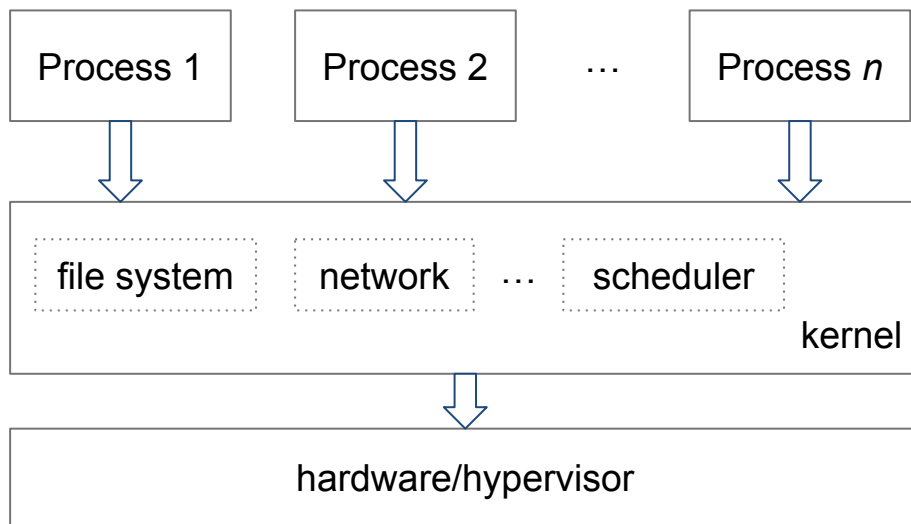 Process 1
Process 2
...
Process n
file system
network
...
scheduler
kernel
hardware/hypervisor